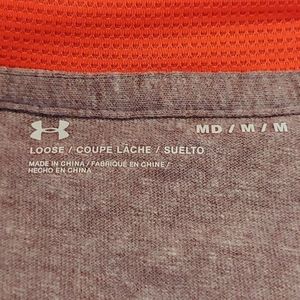 MD / M / M
LOOSE / COUPE LÂCHE / SUELTO
MADE IN CHINA / FABRIQUÉ EN CHINE /
HECHO EN CHINA